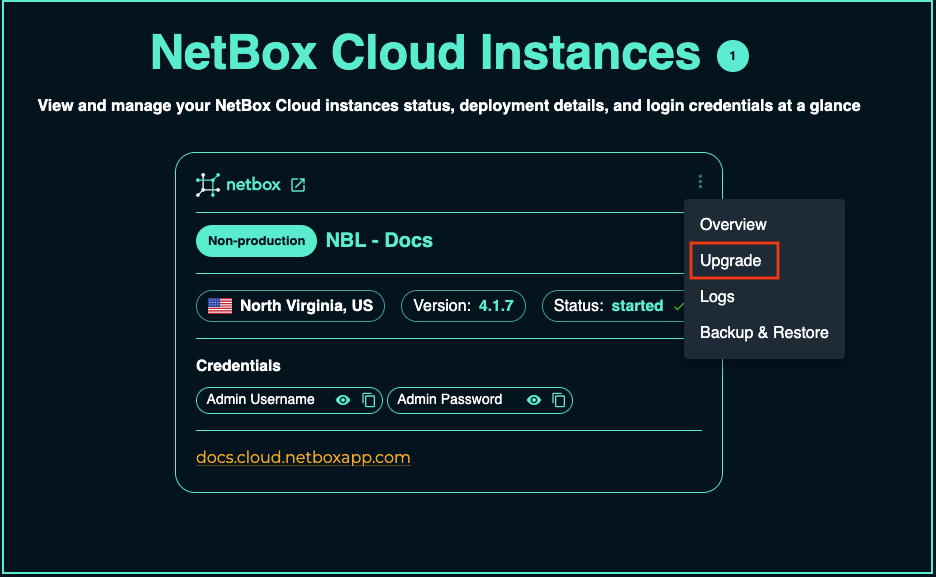 NetBox Cloud Instances 1
View and manage your NetBox Cloud instances status, deployment details, and login credentials at a glance
netbox
Overview
Non-production NBL - Docs
Upgrade
Logs
North Virginia, US Version: 4.1.7 Status: started
Backup & Restore
Credentials
Admin Username Admin Password
docs.cloud.netboxapp.com